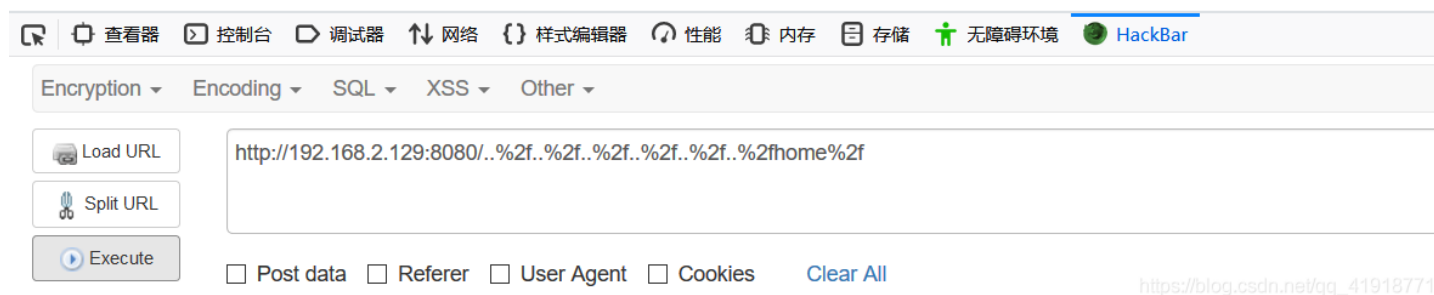 查看器 控制台 调试器 网络 {} 样式编辑器 性能 内存 存储 无障碍环境 HackBar
Encryption Encoding SQL XSS Other
Load URL http://192.168.2.129:8080/..%2f..%2f..%2f..%2f..%2f..%2fhome%2f
Split URL
Execute
Post data Referer User Agent Cookies Clear All
https://blog.csdn.net/qq_41918771